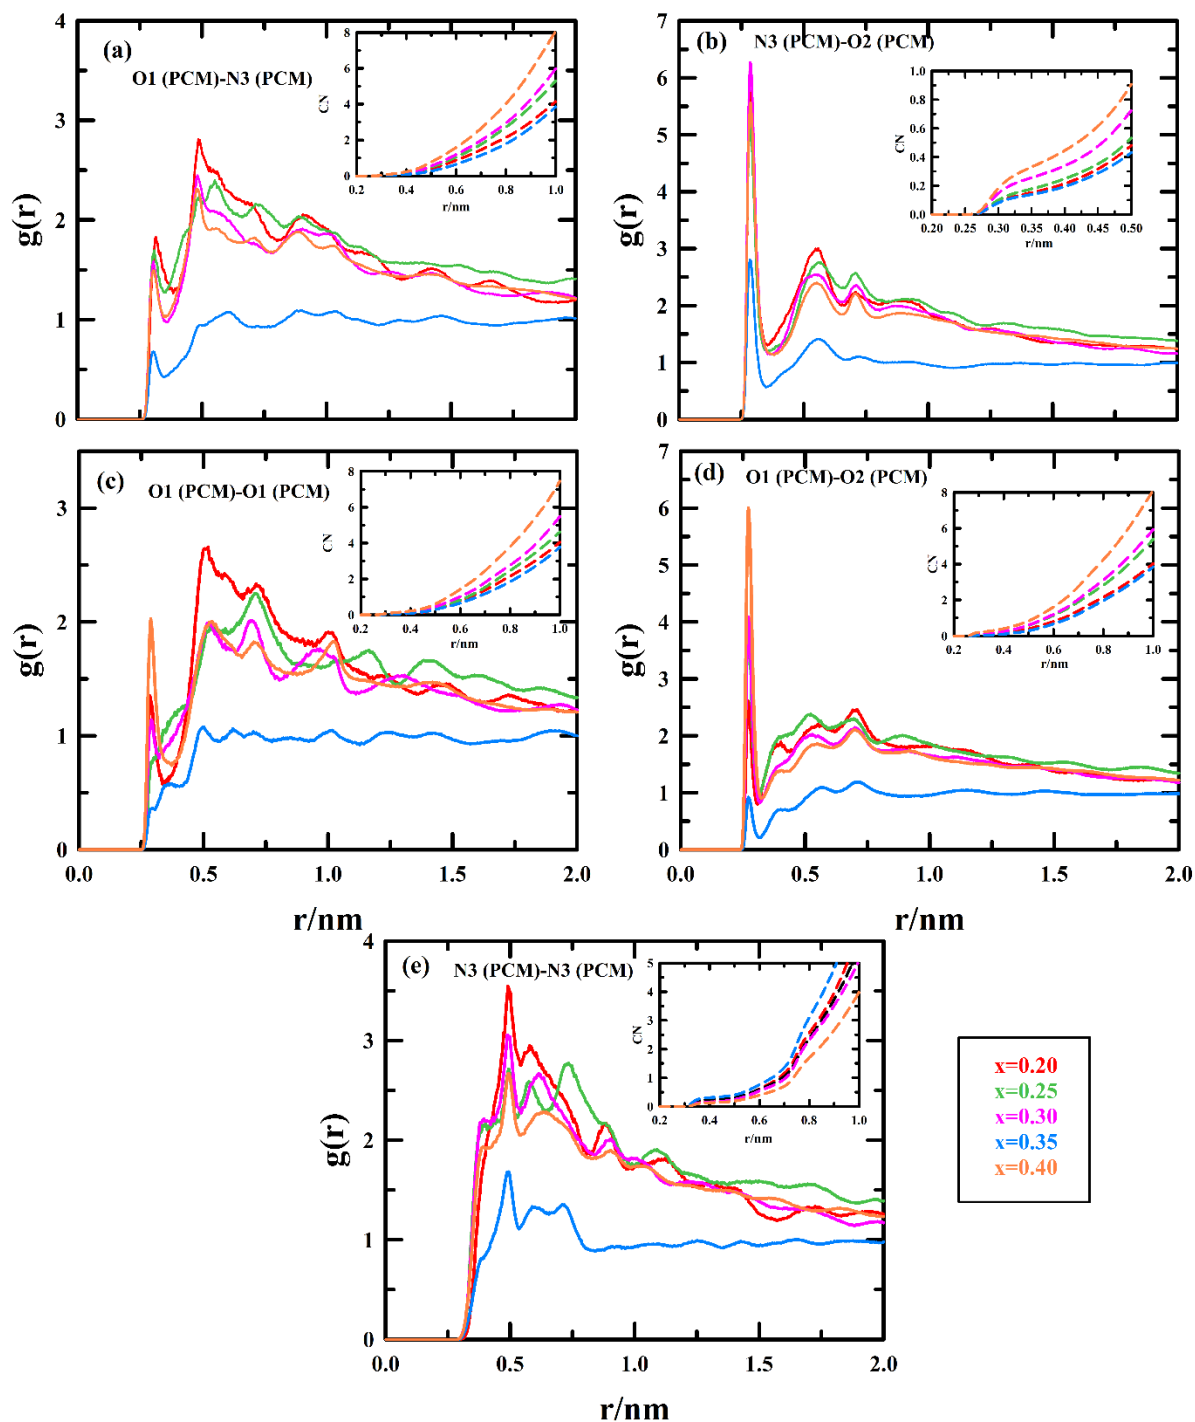 (a)
O1 (PCM)-N3 (PCM)
g(r)
4
3
2
1
0
CN
8
6
4
2
0
0.2 0.4 0.6 0.8 1.0
r/nm
(b)
N3 (PCM)-O2 (PCM)
g(r)
7
6
5
4
3
2
1
0
CN
1.0
0.8
0.6
0.4
0.2
0.0
0.20 0.25 0.30 0.35 0.40 0.45 0.50
r/nm
(c)
O1 (PCM)-O1 (PCM)
g(r)
3
2
1
0
0.0 0.5 1.0 1.5 2.0
r/nm
CN
8
6
4
2
0
0.2 0.4 0.6 0.8 1.0
r/nm
(d)
O1 (PCM)-O2 (PCM)
g(r)
7
6
5
4
3
2
1
0
0.0 0.5 1.0 1.5 2.0
r/nm
CN
8
6
4
2
0
0.2 0.4 0.6 0.8 1.0
r/nm
(e)
N3 (PCM)-N3 (PCM)
g(r)
4
3
2
1
0
0.0 0.5 1.0 1.5 2.0
r/nm
CN
5
4
3
2
1
0
0.2 0.4 0.6 0.8 1.0
r/nm
x=0.20
x=0.25
x=0.30
x=0.35
x=0.40